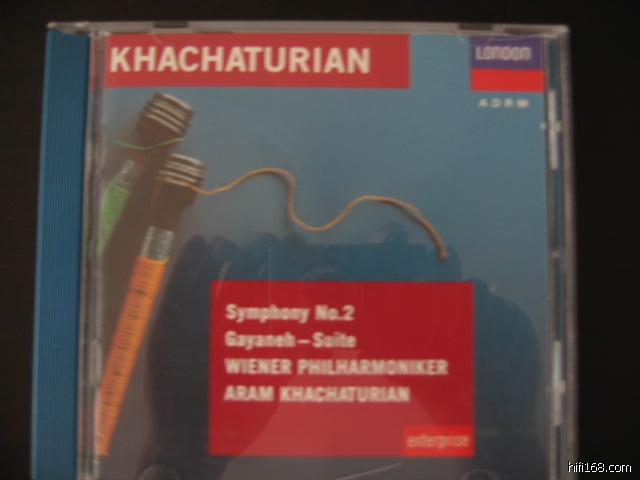 KHACHATURIAN
LONDON
ADRM
Symphony No.2
Gayaneh – Suite
WIENER PHILHARMONIKER
ARAM KHACHATURIAN
enterprise
hifi168.com